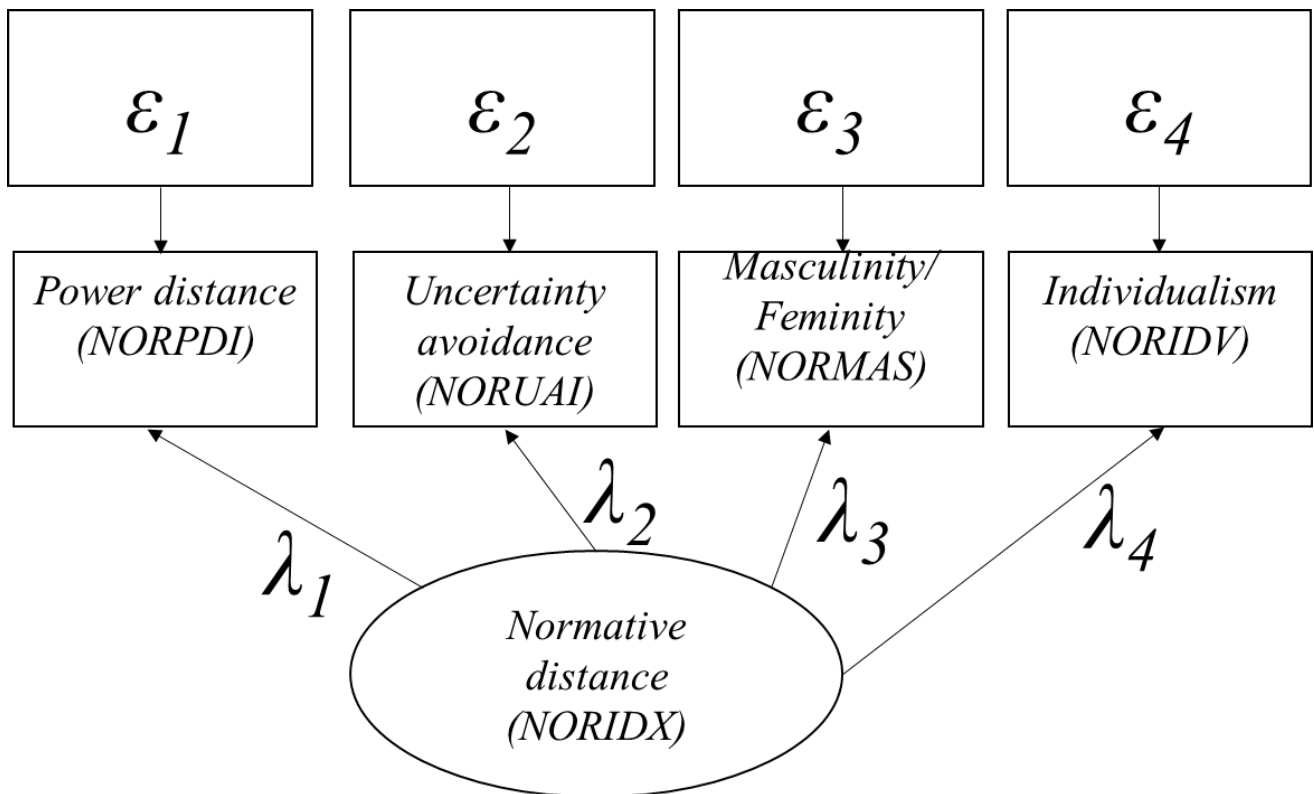 ε1
ε2
ε3
ε4
Power distance
(NORPDI)
Uncertainty
avoidance
(NORUAI)
Masculinity/
Feminity
(NORMAS)
Individualism
(NORIDV)
λ1
λ2
λ3
λ4
Normative
distance
(NORIDX)